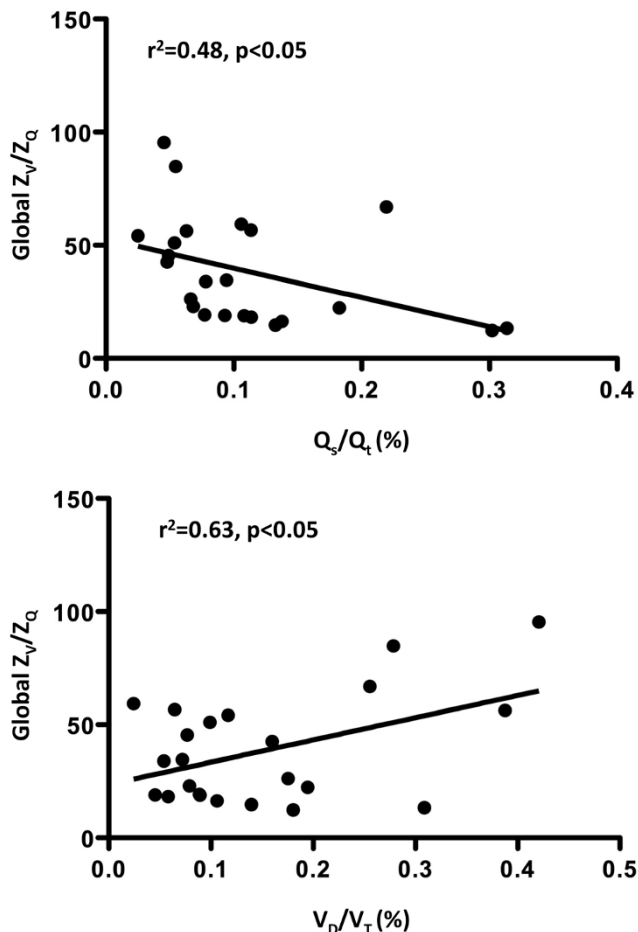 150
r²=0.48, p<0.05
100
Global Z_V/Z_Q
50
0
0.0 0.1 0.2 0.3 0.4
Q_s/Q_t (%)
150
r²=0.63, p<0.05
100
Global Z_V/Z_Q
50
0
0.0 0.1 0.2 0.3 0.4 0.5
V_D/V_T (%)